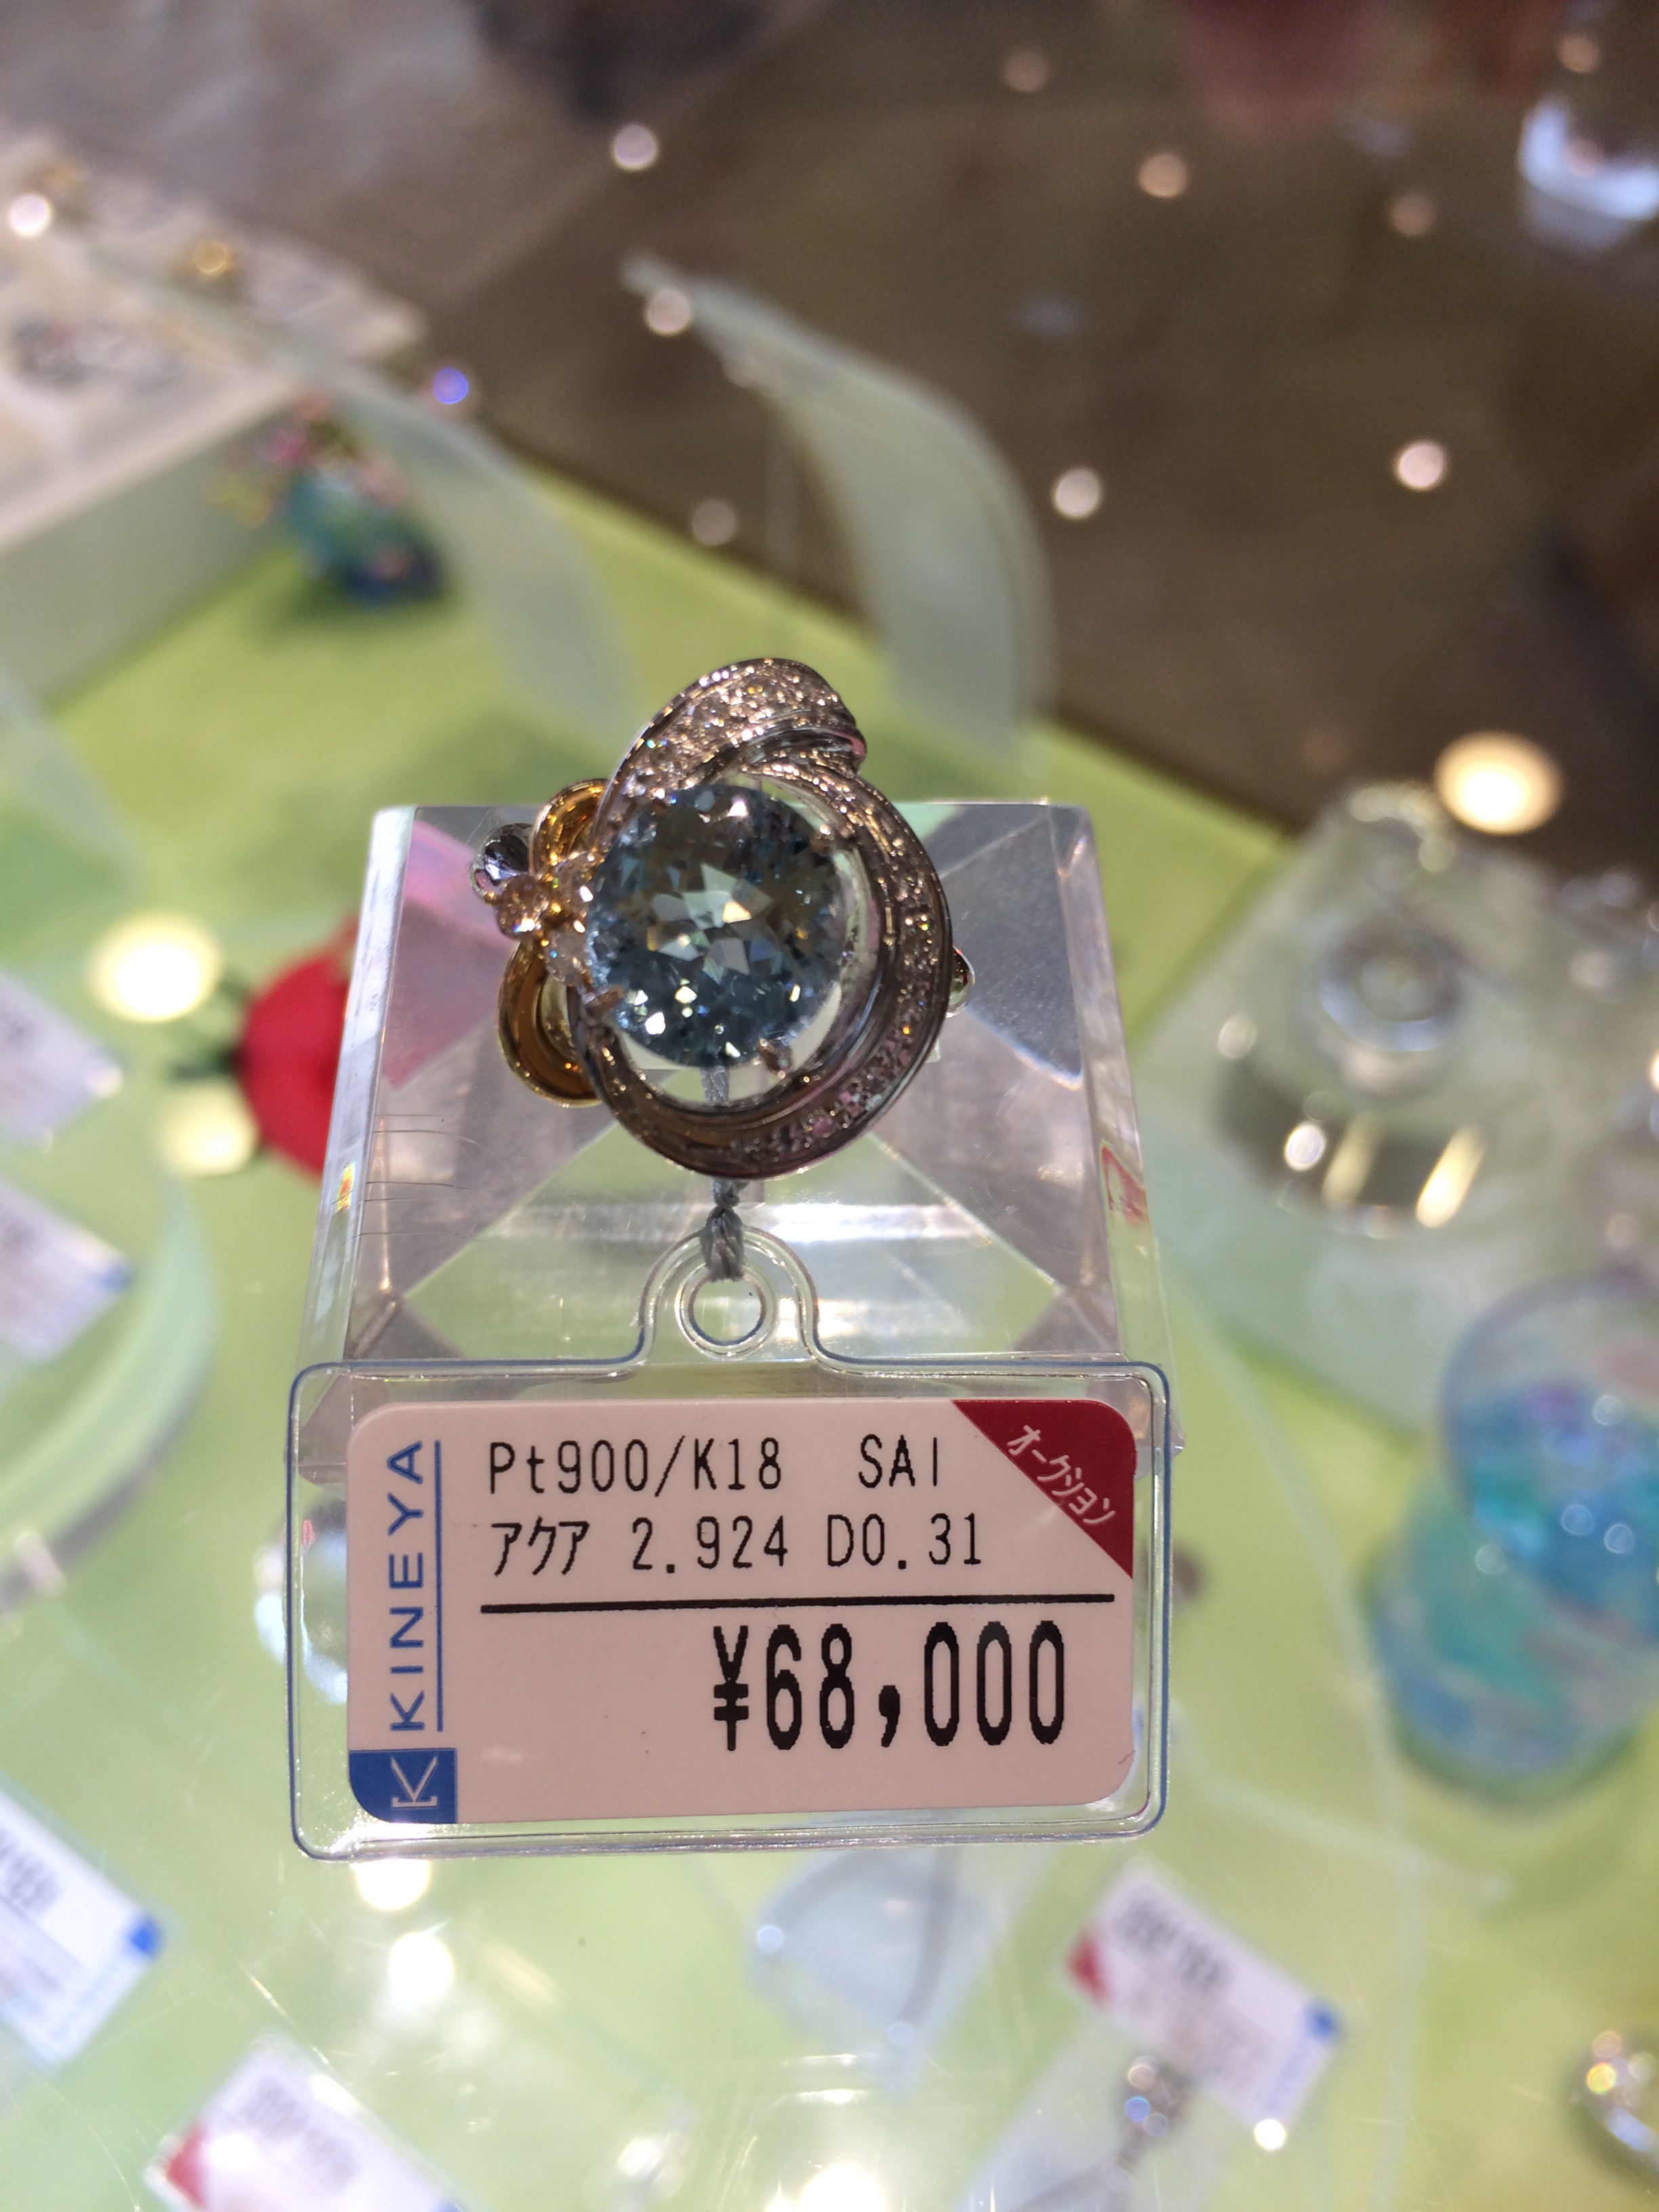 Pt900/K18 SAI
オークション
アクア 2.924 D0.31
¥68,000
KINEYA
K